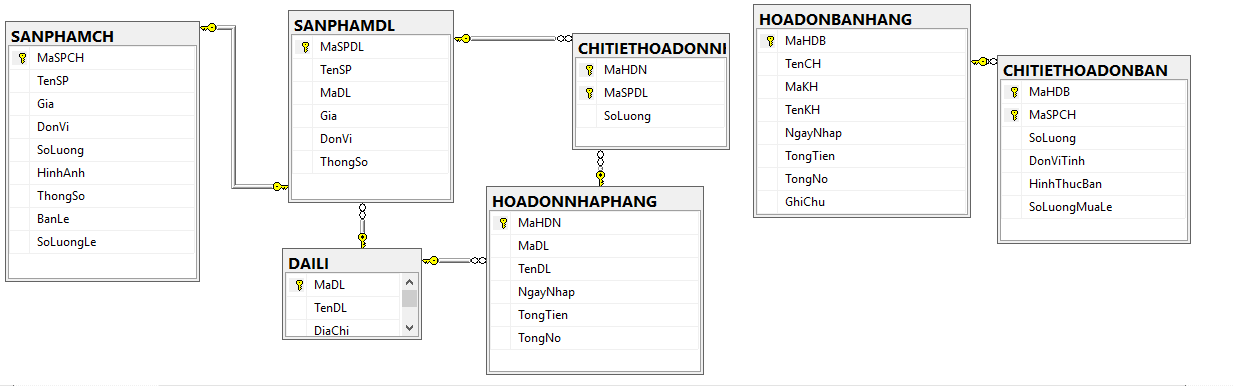 SANPHAMCH
MaSPCH
TenSP
Gia
DonVi
SoLuong
HinhAnh
ThongSo
BanLe
SoLuongLe
SANPHAMDL
MaSPDL
TenSP
MaDL
Gia
DonVi
ThongSo
DAILI
MaDL
TenDL
DiaChi
CHITIETHOADONNI
MaHDN
MaSPDL
SoLuong
HOADONNHAPHANG
MaHDN
MaDL
TenDL
NgayNhap
TongTien
TongNo
HOADONBANHANG
MaHDB
TenCH
MaKH
TenKH
NgayNhap
TongTien
TongNo
GhiChu
CHITIETHOADONBAN
MaHDB
MaSPCH
SoLuong
DonViTinh
HinhThucBan
SoLuongMuaLe